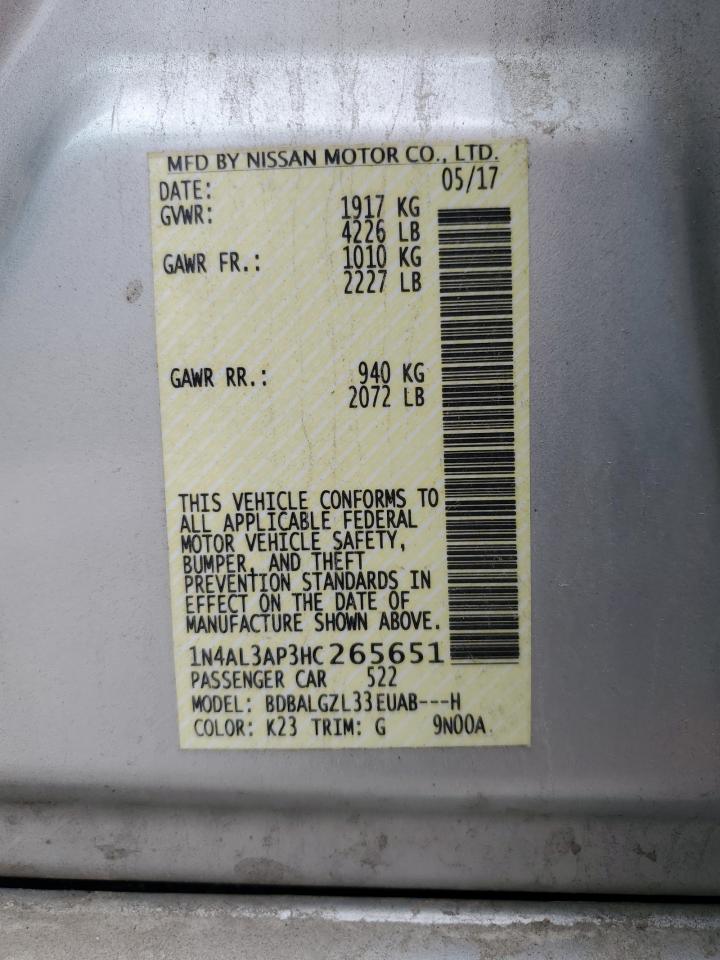 MFD BY NISSAN MOTOR CO., LTD.
DATE: 05/17
GVWR: 1917 KG
4226 LB
GAWR FR.: 1010 KG
2227 LB
GAWR RR.: 940 KG
2072 LB
THIS VEHICLE CONFORMS TO
ALL APPLICABLE FEDERAL
MOTOR VEHICLE SAFETY,
BUMPER, AND THEFT
PREVENTION STANDARDS IN
EFFECT ON THE DATE OF
MANUFACTURE SHOWN ABOVE.
1N4AL3AP3HC265651
PASSENGER CAR 522
MODEL: BDBALGZL33EUAB---H
COLOR: K23 TRIM: G 9N00A